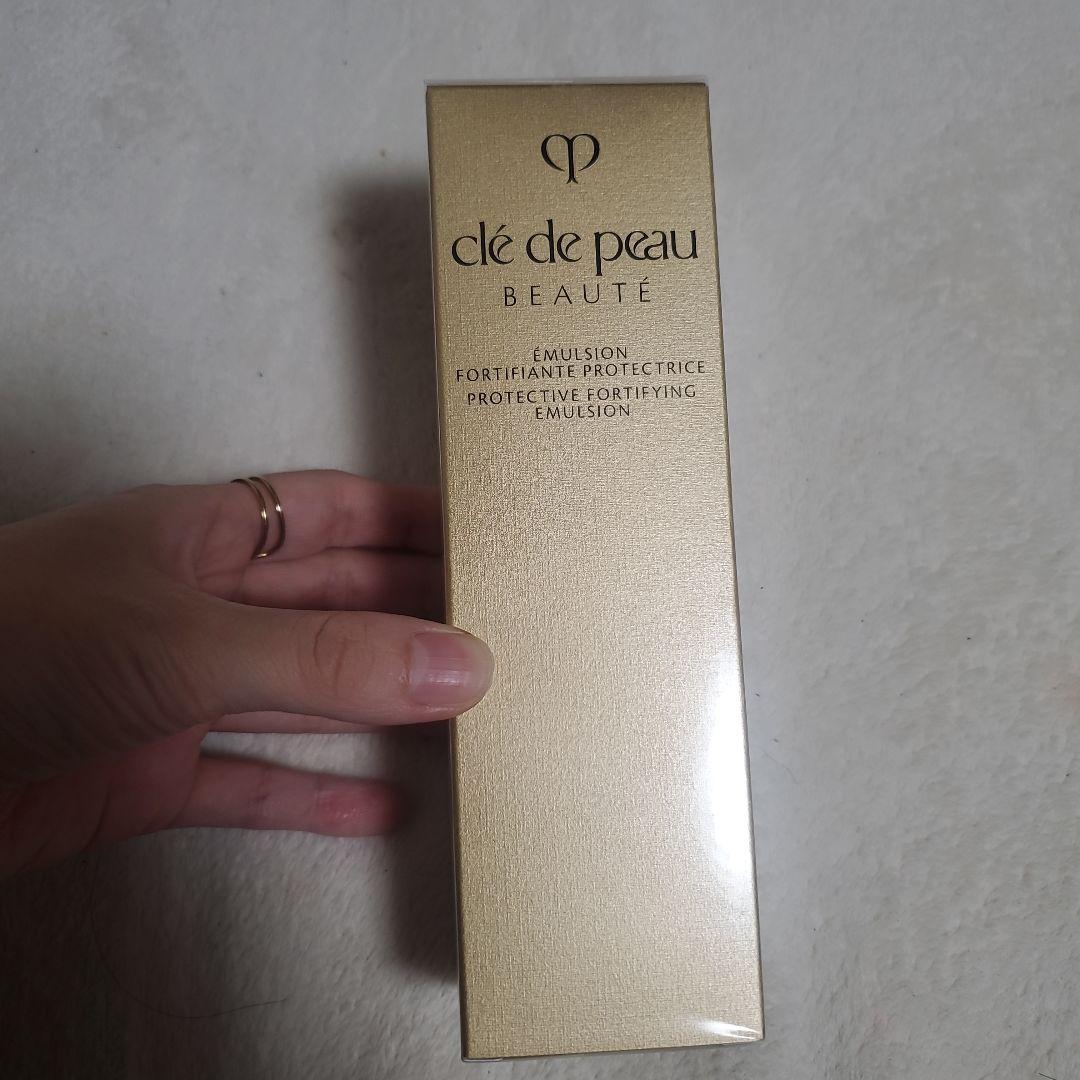 clé de peau
BEAUTÉ
ÉMULSION
FORTIFIANTE PROTECTRICE
PROTECTIVE FORTIFYING
EMULSION